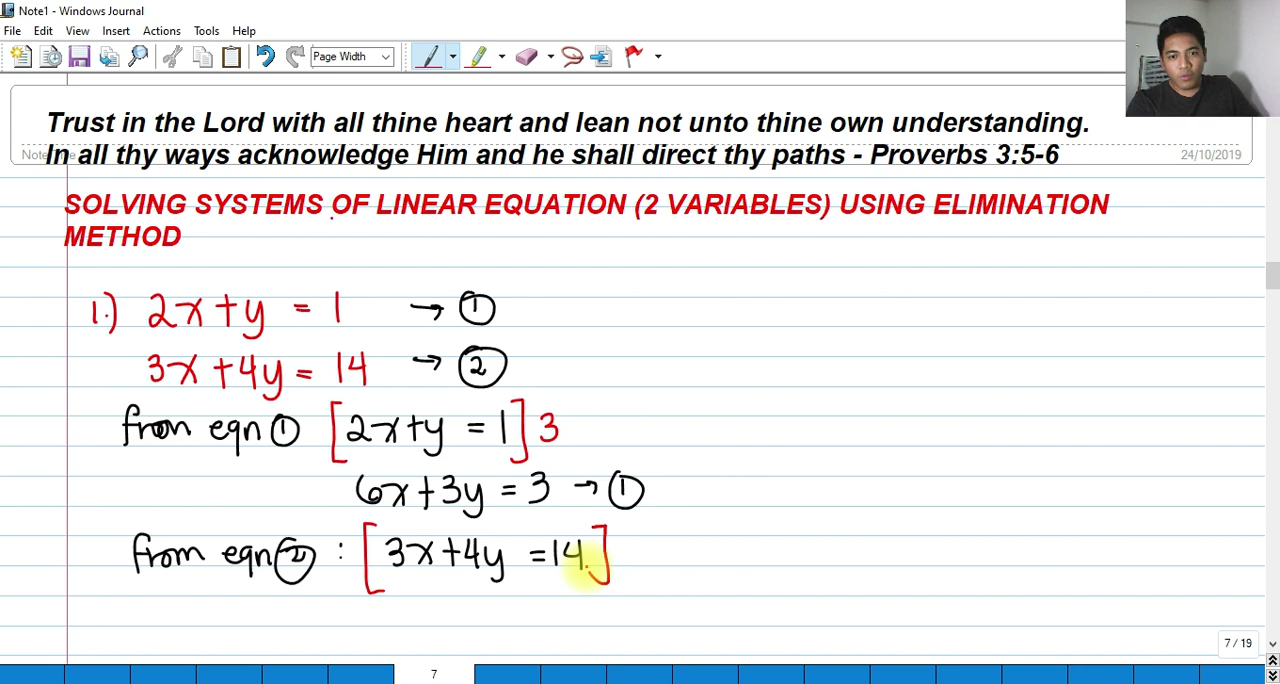 Note1 - Windows Journal
File Edit View Insert Actions Tools Help
Page Width
Trust in the Lord with all thine heart and lean not unto thine own understanding.
In all thy ways acknowledge Him and he shall direct thy paths - Proverbs 3:5-6
24/10/2019
SOLVING SYSTEMS OF LINEAR EQUATION (2 VARIABLES) USING ELIMINATION
METHOD
1.) 2x+y = 1 → ①
3x+4y = 14 → ②
from eqn ① [2x+y = 1] 3
6x+3y = 3 → ①
from eqn ② : [3x+4y = 14]
7 / 19
7